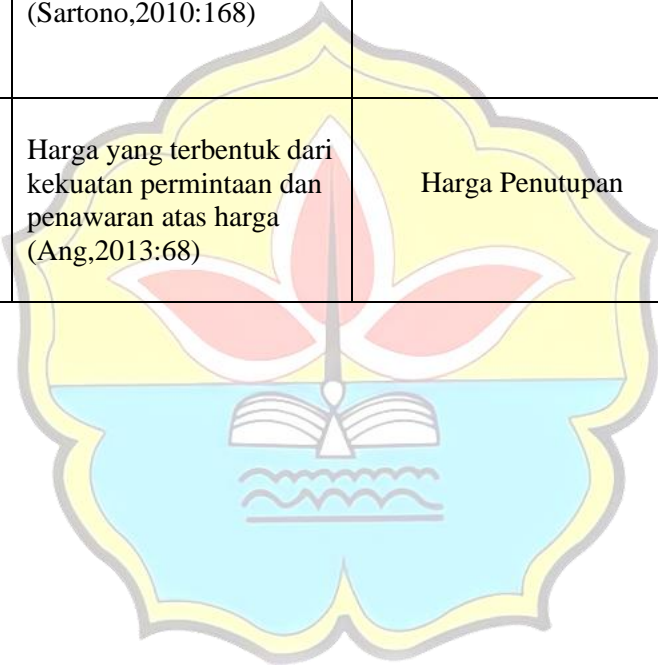 (Sartono,2010:168)
Harga yang terbentuk dari
kekuatan permintaan dan
penawaran atas harga
(Ang,2013:68)
Harga Penutupan